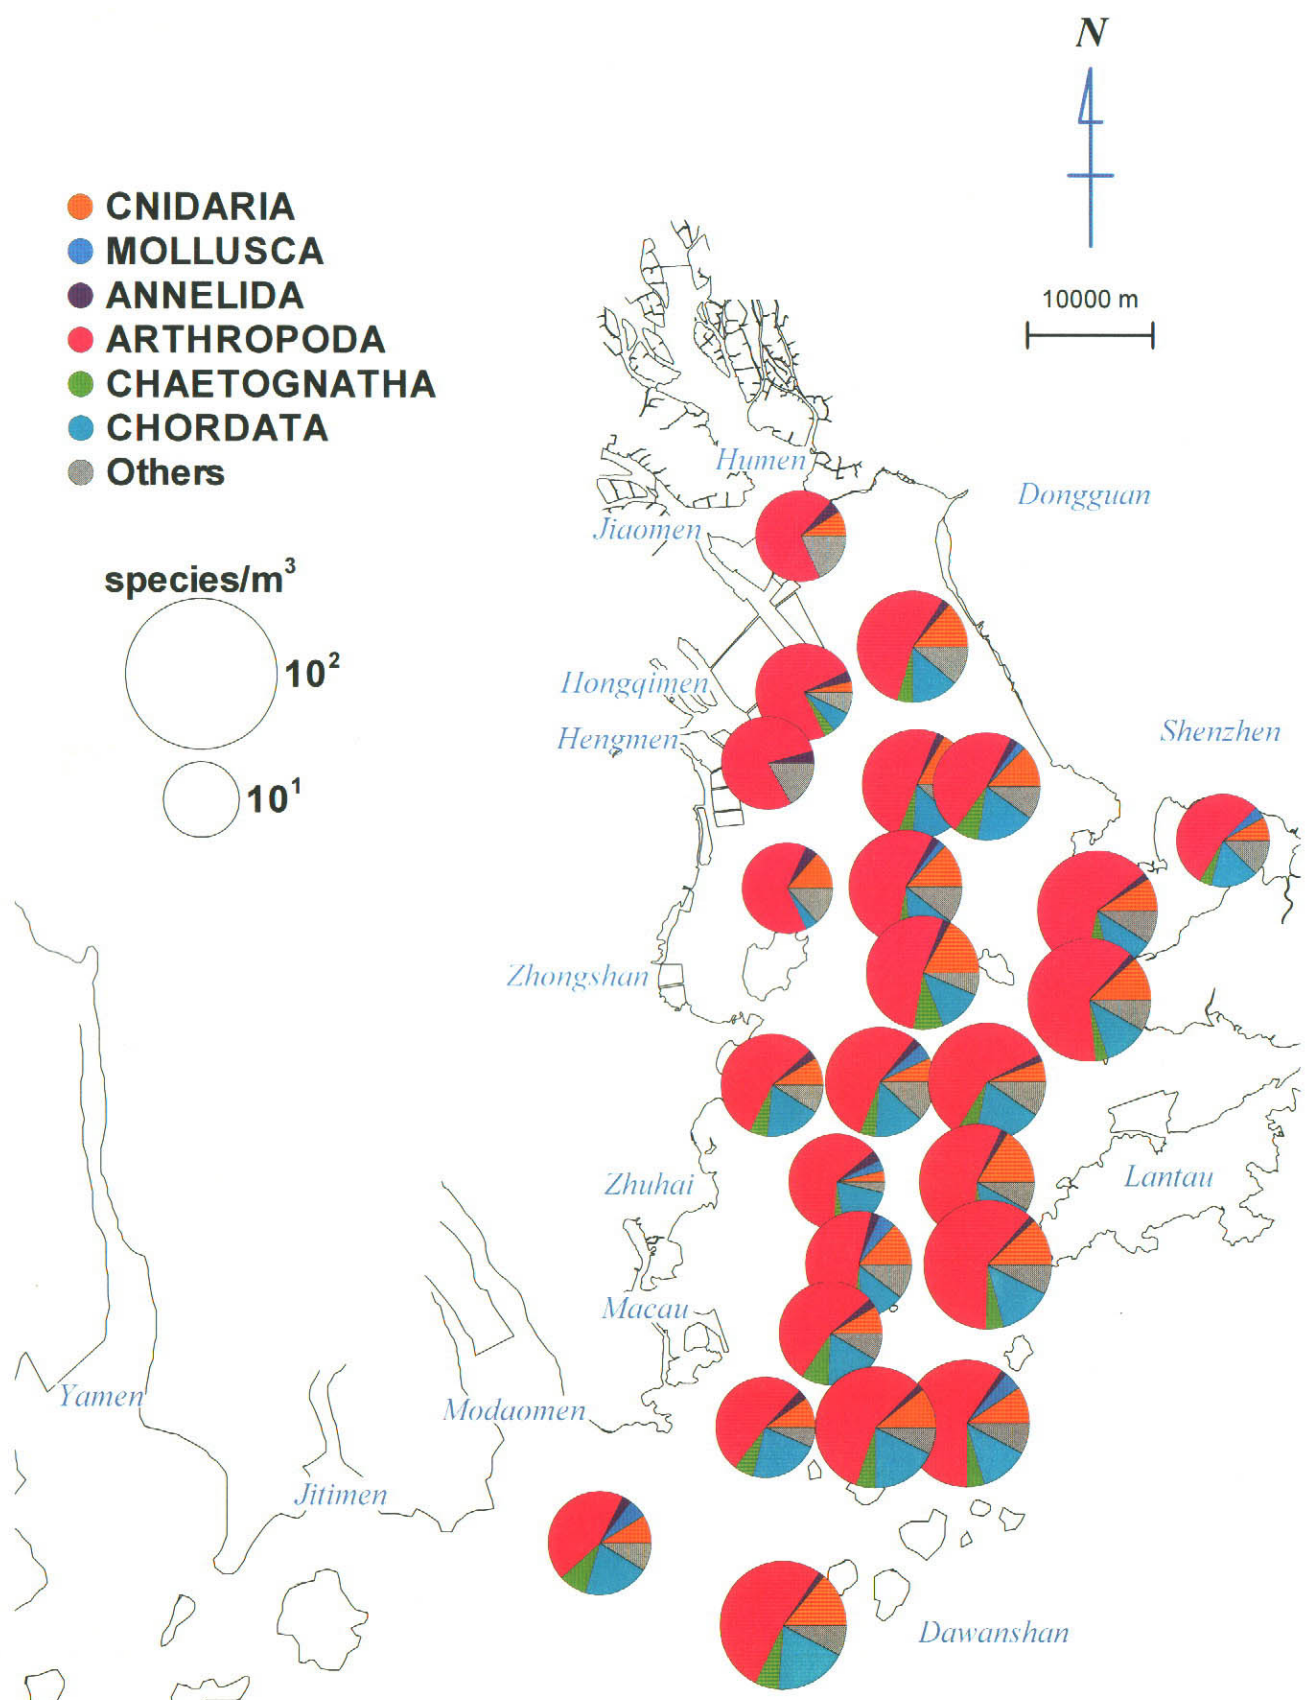 N
10000 m
CNIDARIA
MOLLUSCA
ANNELIDA
ARTHROPODA
CHAETOGNATHA
CHORDATA
Others
species/m³
10²
10¹
Humen
Dongguan
Jiaomen
Hongqimen
Hengmen
Shenzhen
Zhongshan
Zhuhai
Lantau
Macau
Yamen
Modaomen
Jitimen
Dawanshan